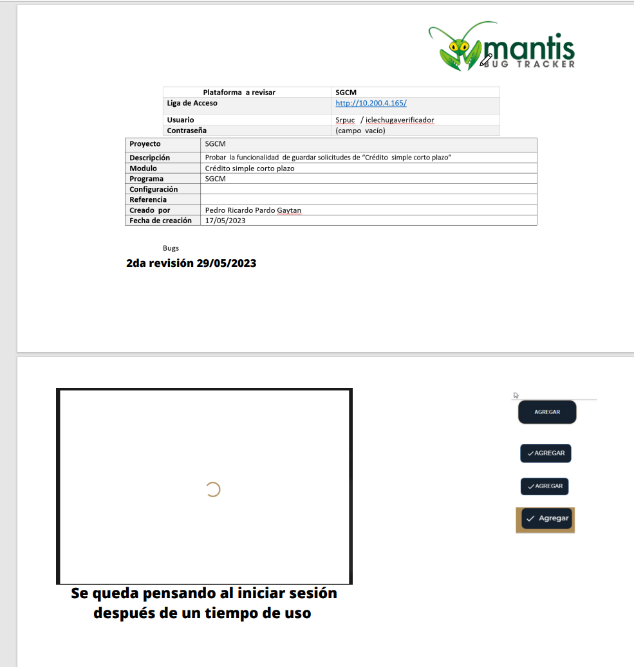 mantis
BUG TRACKER
Plataforma a revisar SGCM
Liga de Acceso http://10.200.4.165/
Usuario Srpuc / iclechugaverificador
Contraseña (campo vacío)
Proyecto SGCM
Descripción Probar la funcionalidad de guardar solicitudes de "Crédito simple corto plazo"
Modulo Crédito simple corto plazo
Programa SGCM
Configuración
Referencia
Creado por Pedro Ricardo Pardo Gaytan
Fecha de creación 17/05/2023
Bugs
2da revisión 29/05/2023
AGREGAR
AGREGAR
AGREGAR
Agregar
Se queda pensando al iniciar sesión
después de un tiempo de uso